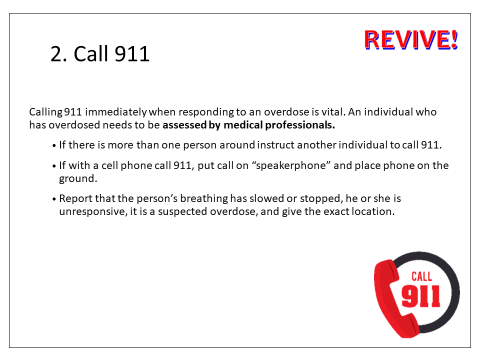 REVIVE!
2. Call 911
Calling 911 immediately when responding to an overdose is vital. An individual who
has overdosed needs to be assessed by medical professionals.
• If there is more than one person around instruct another individual to call 911.
• If with a cell phone call 911, put call on “speakerphone” and place phone on the
ground.
• Report that the person’s breathing has slowed or stopped, he or she is
unresponsive, it is a suspected overdose, and give the exact location.
CALL
911